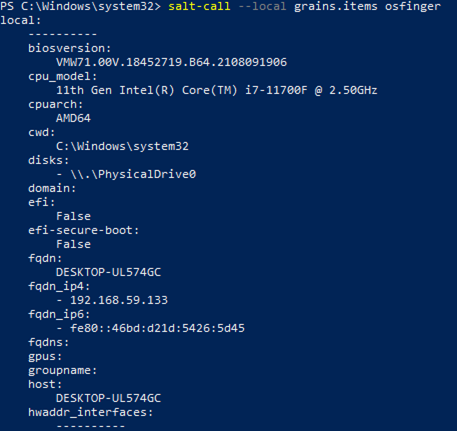 PS C:\Windows\system32> salt-call --local grains.items osfinger
local:
----------
biosversion:
VMW71.00V.18452719.B64.2108091906
cpu_model:
11th Gen Intel(R) Core(TM) i7-11700F @ 2.50GHz
cpuarch:
AMD64
cwd:
C:\Windows\system32
disks:
- \\.\PhysicalDrive0
domain:
efi:
False
efi-secure-boot:
False
fqdn:
DESKTOP-UL574GC
fqdn_ip4:
- 192.168.59.133
fqdn_ip6:
- fe80::46bd:d21d:5426:5d45
fqdns:
gpus:
groupname:
host:
DESKTOP-UL574GC
hwaddr_interfaces:
----------